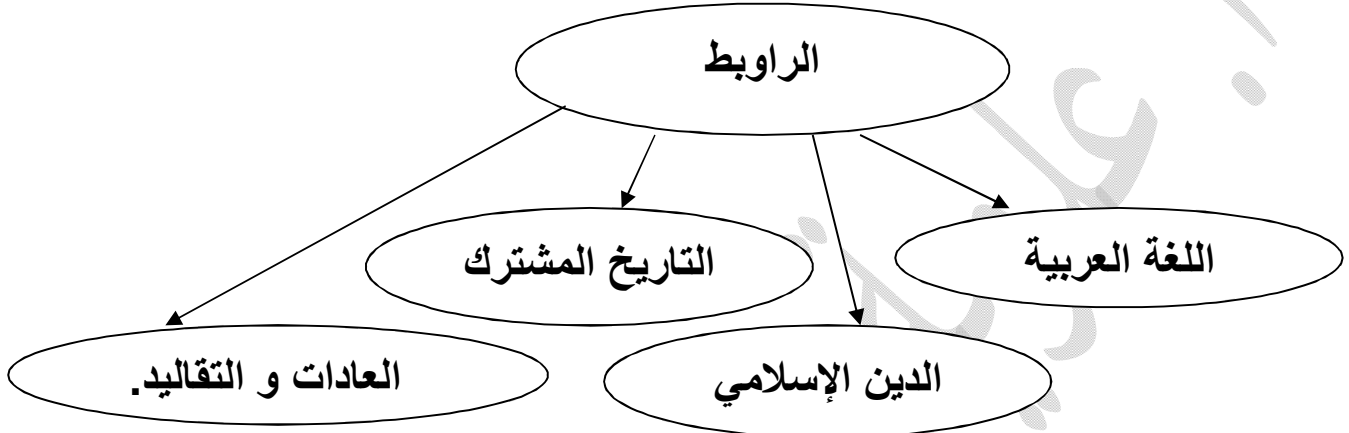 الراوبط
اللغة العربية
التاريخ المشترك
الدين الإسلامي
العادات و التقاليد.